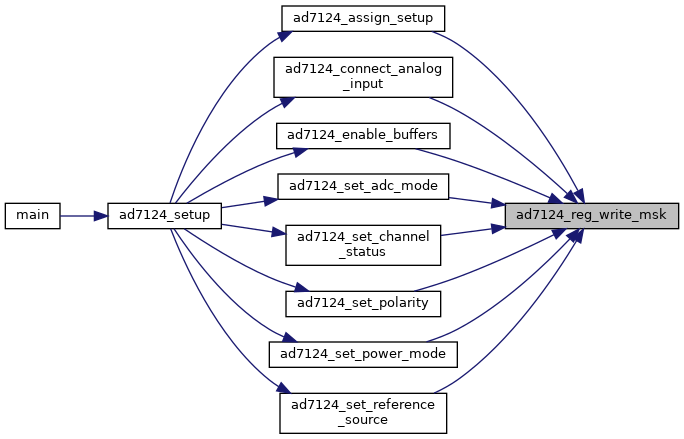 main
ad7124_setup
ad7124_assign_setup
ad7124_connect_analog
_input
ad7124_enable_buffers
ad7124_set_adc_mode
ad7124_set_channel
_status
ad7124_set_polarity
ad7124_set_power_mode
ad7124_set_reference
_source
ad7124_reg_write_msk